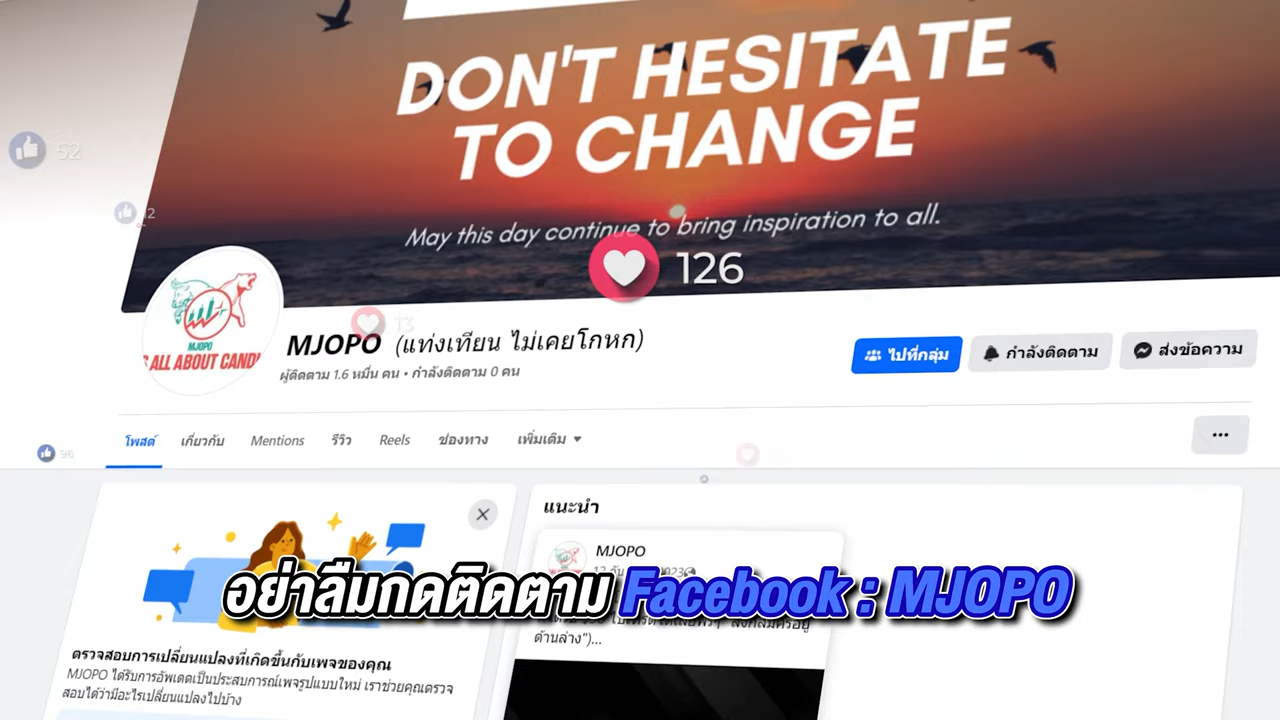 DON'T HESITATE
TO CHANGE
52
12
May this day continue to bring inspiration to all.
126
13
MJOPO
S ALL ABOUT CAND
MJOPO (แท่งเทียน ไม่เคยโกหก)
ผู้ติดตาม 1.6 หมื่น คน • กำลังติดตาม 0 คน
ไปที่กลุ่ม
กำลังติดตาม
ส่งข้อความ
โพสต์ เกี่ยวกับ Mentions รีวิว Reels ช่องทาง เพิ่มเติม
...
96
แนะนำ
MJOPO
อย่าลืมกดติดตาม Facebook : MJOPO
ด้านล่าง")...
ตรวจสอบการเปลี่ยนแปลงที่เกิดขึ้นกับเพจของคุณ
MJOPO ได้รับการอัพเดตเป็นประสบการณ์เพจรูปแบบใหม่ เราช่วยคุณตรวจ
สอบได้ว่ามีอะไรเปลี่ยนแปลงไปบ้าง